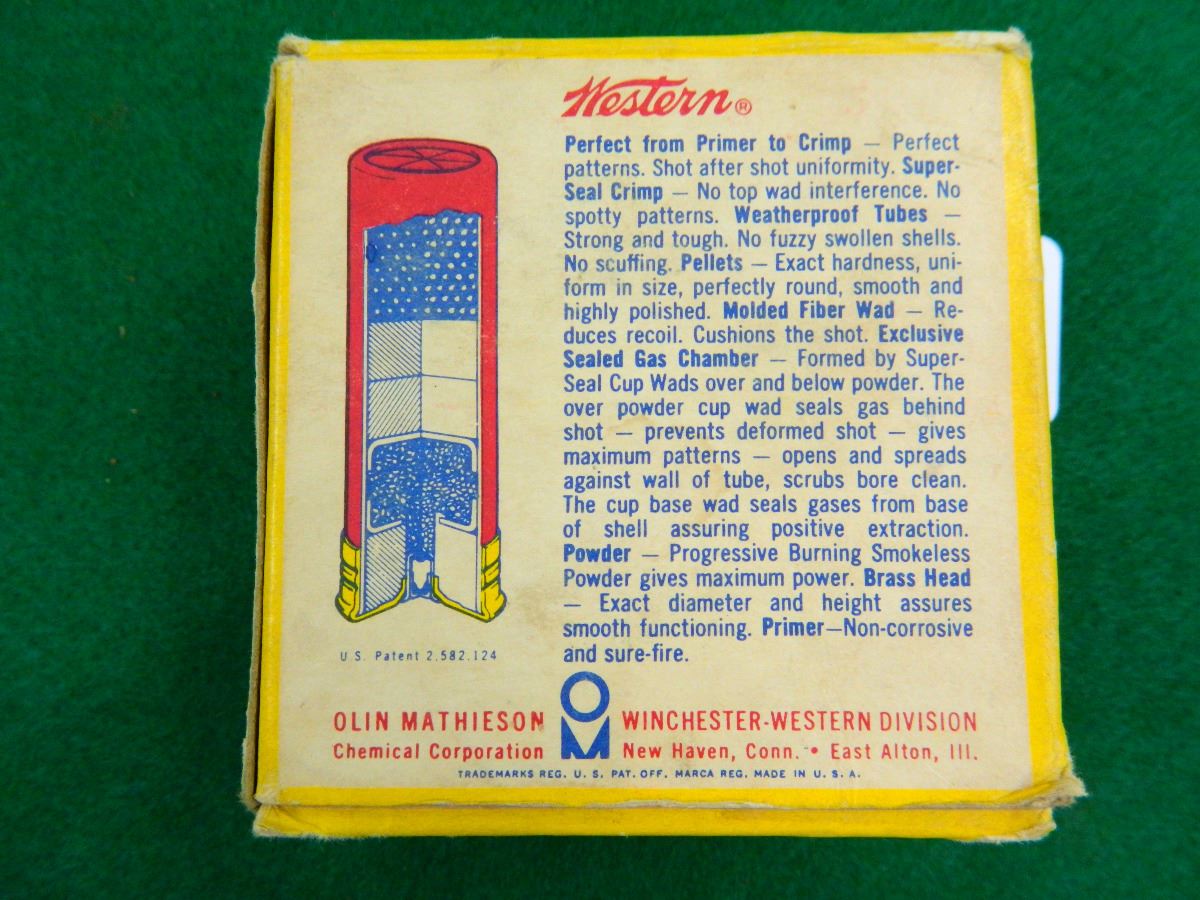 Western®
Perfect from Primer to Crimp — Perfect
patterns. Shot after shot uniformity. Super-
Seal Crimp — No top wad interference. No
spotty patterns. Weatherproof Tubes —
Strong and tough. No fuzzy swollen shells.
No scuffing. Pellets — Exact hardness, uni-
form in size, perfectly round, smooth and
highly polished. Molded Fiber Wad — Re-
duces recoil. Cushions the shot. Exclusive
Sealed Gas Chamber — Formed by Super-
Seal Cup Wads over and below powder. The
over powder cup wad seals gas behind
shot — prevents deformed shot — gives
maximum patterns — opens and spreads
against wall of tube, scrubs bore clean.
The cup base wad seals gases from base
of shell assuring positive extraction.
Powder — Progressive Burning Smokeless
Powder gives maximum power. Brass Head
— Exact diameter and height assures
smooth functioning. Primer—Non-corrosive
and sure-fire.
U.S. Patent 2,582,124
OLIN MATHIESON
Chemical Corporation
OM
WINCHESTER-WESTERN DIVISION
New Haven, Conn. • East Alton, Ill.
TRADEMARKS REG. U. S. PAT. OFF. MARCA REG. MADE IN U. S. A.